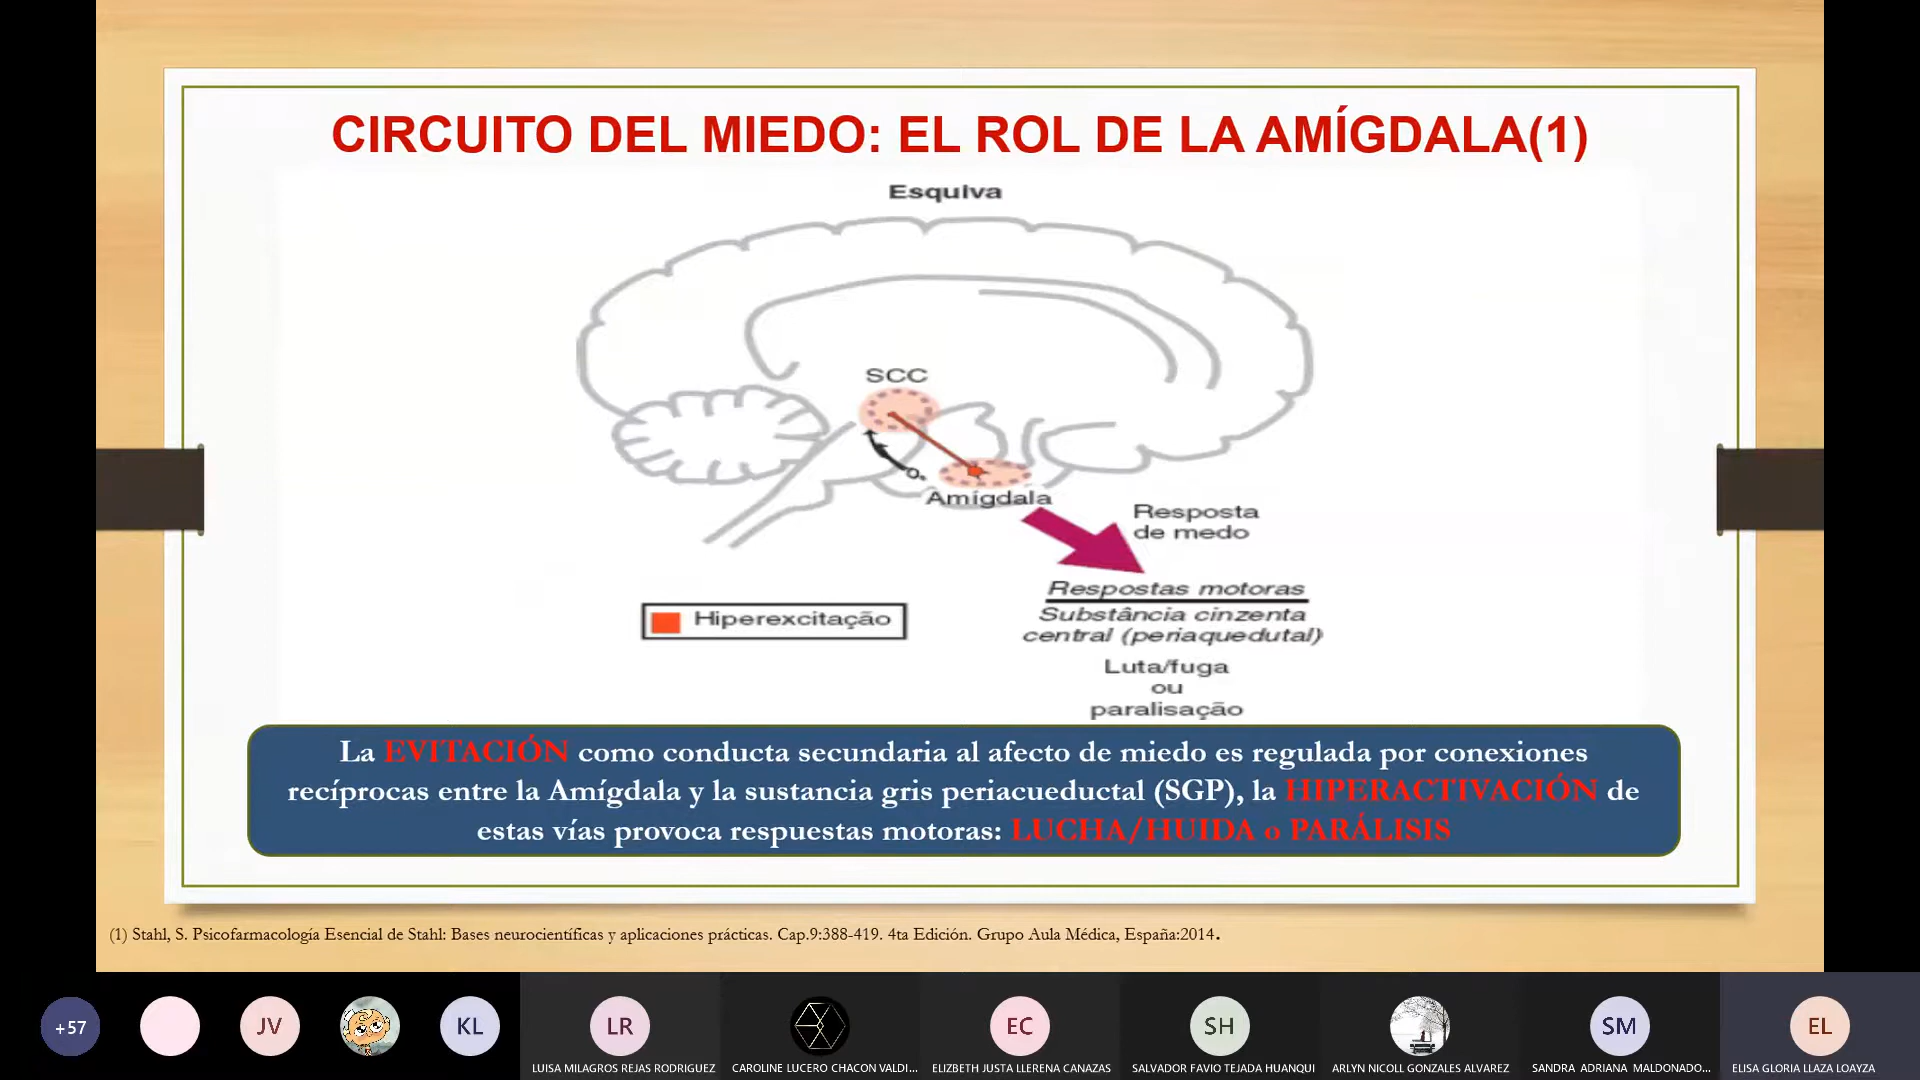 CIRCUITO DEL MIEDO: EL ROL DE LA AMÍGDALA(1)
Esquiva
SCC
Amígdala
Resposta
de medo
Respostas motoras
Substância cinzenta
central (periaquedutal)
Luta/fuga
ou
paralisação
Hiperexcitação
La EVITACIÓN como conducta secundaria al afecto de miedo es regulada por conexiones
recíprocas entre la Amígdala y la sustancia gris periacueductal (SGP), la HIPERACTIVACIÓN de
estas vías provoca respuestas motoras: LUCHA/HUIDA o PARÁLISIS
(1) Stahl, S. Psicofarmacología Esencial de Stahl: Bases neurocientíficas y aplicaciones prácticas. Cap.9:388-419. 4ta Edición. Grupo Aula Médica, España:2014.
+57
JV
KL
LR
EC
SH
SM
EL
LUISA MILAGROS REJAS RODRIGUEZ
CAROLINE LUCERO CHACON VALDI...
ELIZBETH JUSTA LLERENA CANAZAS
SALVADOR FAVIO TEJADA HUANQUI
ARLYN NICOLL GONZALES ALVAREZ
SANDRA ADRIANA MALDONADO...
ELISA GLORIA LLAZA LOAYZA